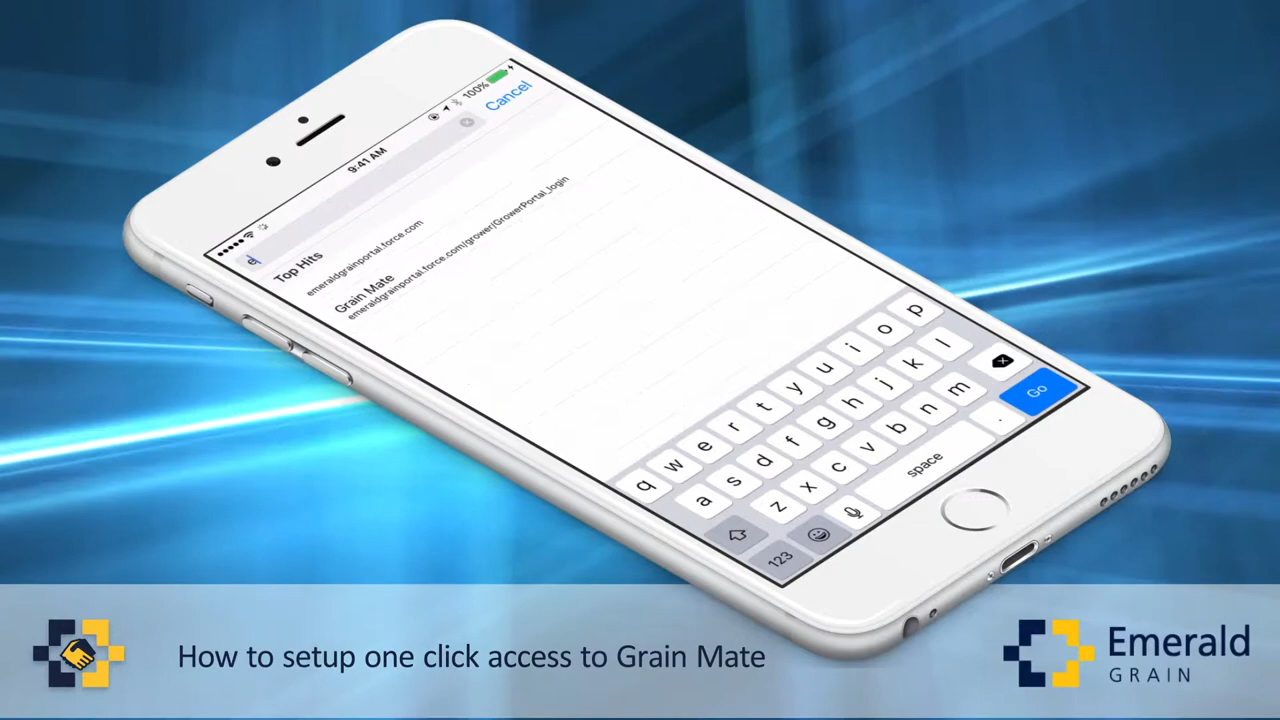 100%
9:41 AM
Cancel
e
Top Hits
emeraldgrainportal.force.com
Grain Mate
emeraldgrainportal.force.com/grower/GrowerPortal_login
q w e r t y u i o p
a s d f g h j k l
z x c v b n m
123 space . Go
How to setup one click access to Grain Mate
Emerald
GRAIN